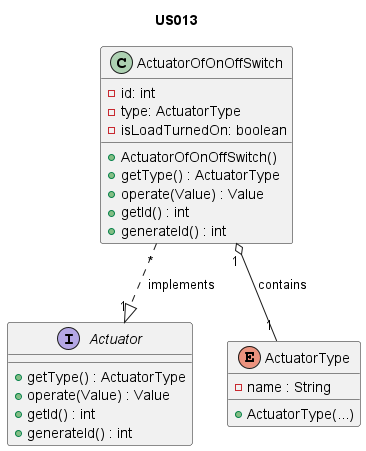 US013
C ActuatorOfOnOffSwitch
id: int
type: ActuatorType
isLoadTurnedOn: boolean
ActuatorOfOnOffSwitch()
getType() : ActuatorType
operate(Value) : Value
getId() : int
generateId() : int
* 1
implements contains
1 1
I Actuator
getType() : ActuatorType
operate(Value) : Value
getId() : int
generateId() : int
E ActuatorType
name : String
ActuatorType(...)